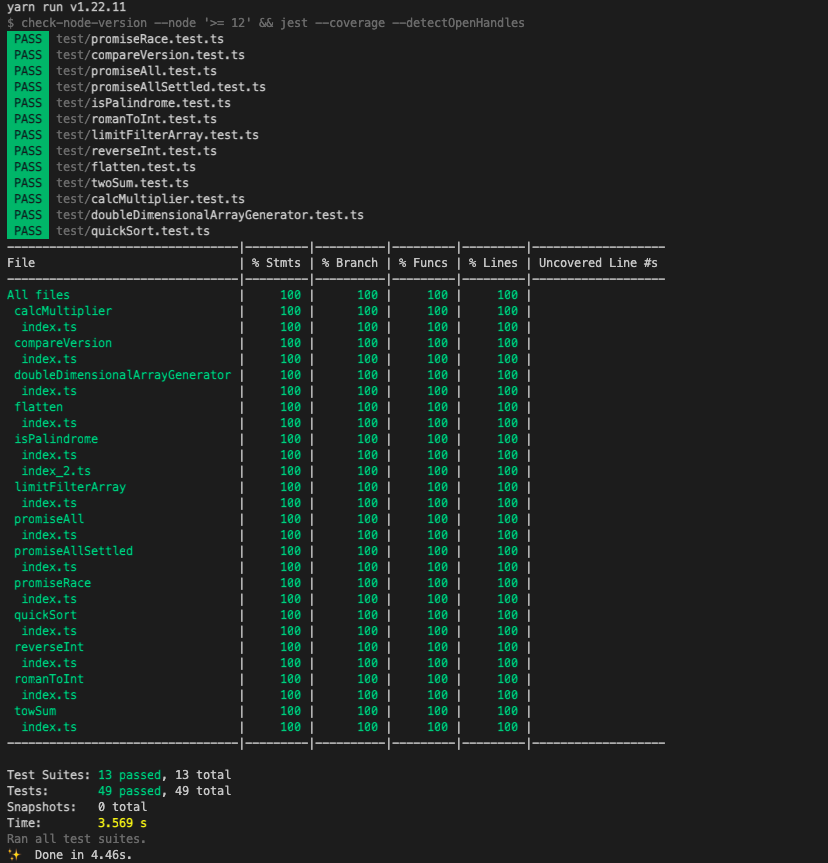 yarn run v1.22.11
$ check-node-version --node '>= 12' && jest --coverage --detectOpenHandles
PASS test/promiseRace.test.ts
PASS test/compareVersion.test.ts
PASS test/promiseAll.test.ts
PASS test/promiseAllSettled.test.ts
PASS test/isPalindrome.test.ts
PASS test/romanToInt.test.ts
PASS test/limitFilterArray.test.ts
PASS test/reverseInt.test.ts
PASS test/flatten.test.ts
PASS test/twoSum.test.ts
PASS test/calcMultiplier.test.ts
PASS test/doubleDimensionalArrayGenerator.test.ts
PASS test/quickSort.test.ts
---------------------------------|---------|----------|---------|---------|-------------------
File | % Stmts | % Branch | % Funcs | % Lines | Uncovered Line #s
---------------------------------|---------|----------|---------|---------|-------------------
All files | 100 | 100 | 100 | 100 |
calcMultiplier | 100 | 100 | 100 | 100 |
index.ts | 100 | 100 | 100 | 100 |
compareVersion | 100 | 100 | 100 | 100 |
index.ts | 100 | 100 | 100 | 100 |
doubleDimensionalArrayGenerator | 100 | 100 | 100 | 100 |
index.ts | 100 | 100 | 100 | 100 |
flatten | 100 | 100 | 100 | 100 |
index.ts | 100 | 100 | 100 | 100 |
isPalindrome | 100 | 100 | 100 | 100 |
index.ts | 100 | 100 | 100 | 100 |
index_2.ts | 100 | 100 | 100 | 100 |
limitFilterArray | 100 | 100 | 100 | 100 |
index.ts | 100 | 100 | 100 | 100 |
promiseAll | 100 | 100 | 100 | 100 |
index.ts | 100 | 100 | 100 | 100 |
promiseAllSettled | 100 | 100 | 100 | 100 |
index.ts | 100 | 100 | 100 | 100 |
promiseRace | 100 | 100 | 100 | 100 |
index.ts | 100 | 100 | 100 | 100 |
quickSort | 100 | 100 | 100 | 100 |
index.ts | 100 | 100 | 100 | 100 |
reverseInt | 100 | 100 | 100 | 100 |
index.ts | 100 | 100 | 100 | 100 |
romanToInt | 100 | 100 | 100 | 100 |
index.ts | 100 | 100 | 100 | 100 |
towSum | 100 | 100 | 100 | 100 |
index.ts | 100 | 100 | 100 | 100 |
---------------------------------|---------|----------|---------|---------|-------------------
Test Suites: 13 passed, 13 total
Tests: 49 passed, 49 total
Snapshots: 0 total
Time: 3.569 s
Ran all test suites.
✨ Done in 4.46s.